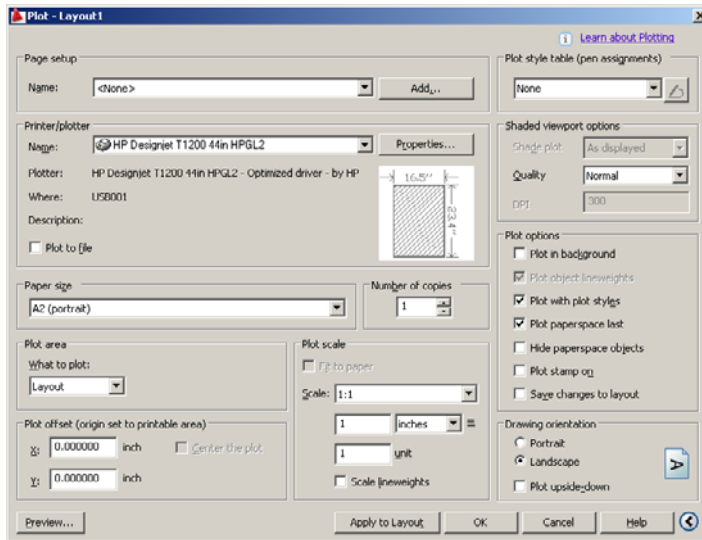 Plot - Layout1
Learn about Plotting
Page setup
Name: <None> Add...
Plot style table (pen assignments)
None
Printer/plotter
Name: HP Designjet T1200 44in HPGL2 Properties...
Plotter: HP Designjet T1200 44in HPGL2 - Optimized driver - by HP
Where: USB001
Description:
Plot to file
16.5"
23.4"
Shaded viewport options
Shade plot As displayed
Quality Normal
DPI 300
Paper size
A2 (portrait)
Number of copies
1
Plot options
Plot in background
Plot object lineweights
Plot with plot styles
Plot paperspace last
Hide paperspace objects
Plot stamp on
Save changes to layout
Plot area
What to plot:
Layout
Plot scale
Fit to paper
Scale: 1:1
1 inches =
1 unit
Scale lineweights
Plot offset (origin set to printable area)
X: 0.000000 inch Center the plot
Y: 0.000000 inch
Drawing orientation
Portrait
Landscape
Plot upside-down
A
Preview... Apply to Layout OK Cancel Help